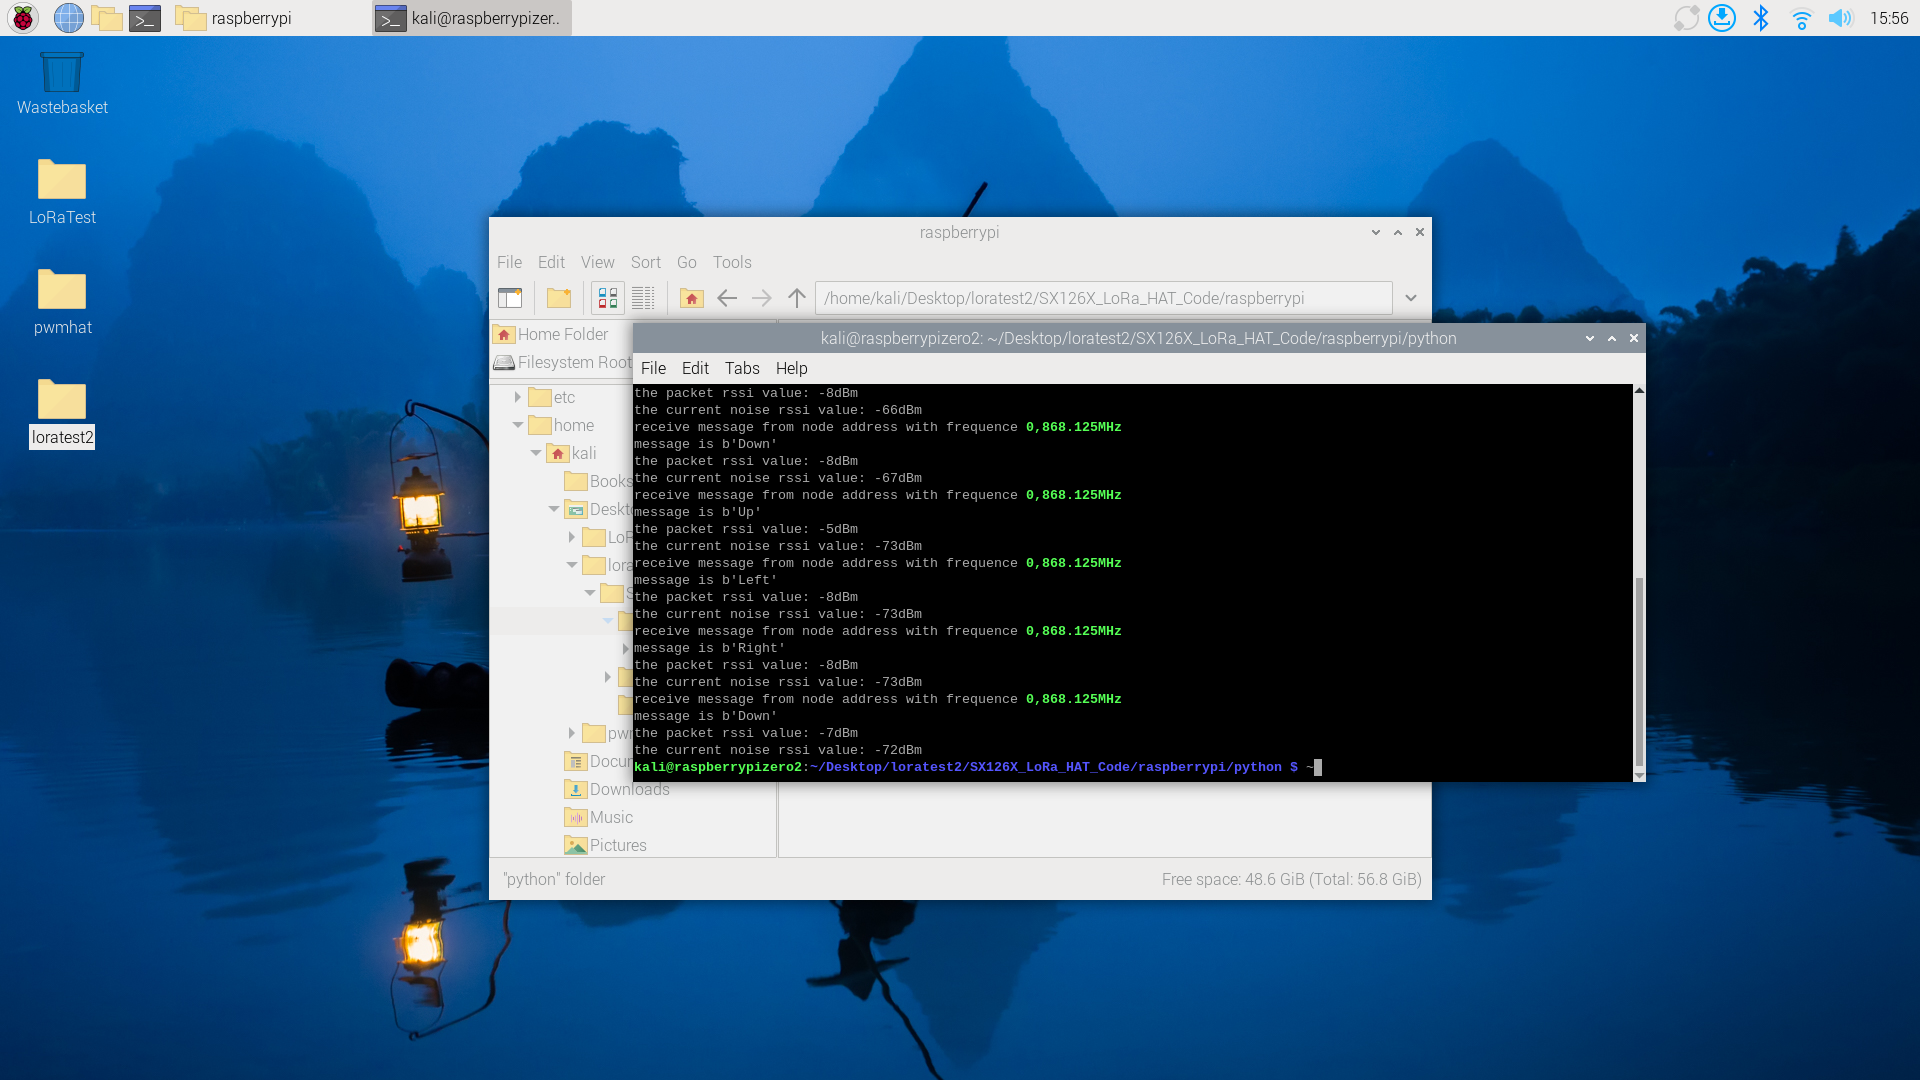 raspberrypi
kali@raspberrypizer..
15:56
Wastebasket
LoRaTest
pwmhat
loratest2
raspberrypi
File Edit View Sort Go Tools
/home/kali/Desktop/loratest2/SX126X_LoRa_HAT_Code/raspberrypi
Home Folder
Filesystem Root
etc
home
kali
Books
Deskt
LoR
lora
S
pwn
Docur
Downloads
Music
Pictures
"python" folder
Free space: 48.6 GiB (Total: 56.8 GiB)
kali@raspberrypizero2: ~/Desktop/loratest2/SX126X_LoRa_HAT_Code/raspberrypi/python
File Edit Tabs Help
the packet rssi value: -8dBm
the current noise rssi value: -66dBm
receive message from node address with frequence 0,868.125MHz
message is b'Down'
the packet rssi value: -8dBm
the current noise rssi value: -67dBm
receive message from node address with frequence 0,868.125MHz
message is b'Up'
the packet rssi value: -5dBm
the current noise rssi value: -73dBm
receive message from node address with frequence 0,868.125MHz
message is b'Left'
the packet rssi value: -8dBm
the current noise rssi value: -73dBm
receive message from node address with frequence 0,868.125MHz
message is b'Right'
the packet rssi value: -8dBm
the current noise rssi value: -73dBm
receive message from node address with frequence 0,868.125MHz
message is b'Down'
the packet rssi value: -7dBm
the current noise rssi value: -72dBm
kali@raspberrypizero2:~/Desktop/loratest2/SX126X_LoRa_HAT_Code/raspberrypi/python $ ~